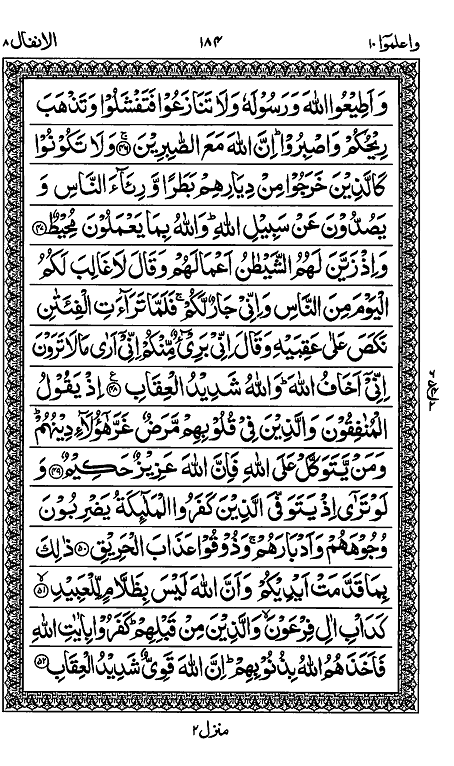 واعلموا ١٠ ١٨٤ الانفال ٨
وَاَطِيْعُوا اللّٰهَ وَرَسُوْلَهٗ وَلَا تَنَازَعُوْا فَتَفْشَلُوْا وَتَذْهَبَ
رِيْحُكُمْ وَاصْبِرُوْا ؕ اِنَّ اللّٰهَ مَعَ الصّٰبِرِيْنَ ﴿۴۶﴾ وَلَا تَكُوْنُوْا
كَالَّذِيْنَ خَرَجُوْا مِنْ دِيَارِهِمْ بَطَرًا وَّرِئَآءَ النَّاسِ وَ
يَصُدُّوْنَ عَنْ سَبِيْلِ اللّٰهِ ؕ وَاللّٰهُ بِمَا يَعْمَلُوْنَ مُحِيْطٌ ﴿۴۷﴾
وَاِذْ زَيَّنَ لَهُمُ الشَّيْطٰنُ اَعْمَالَهُمْ وَقَالَ لَا غَالِبَ لَكُمُ
الْيَوْمَ مِنَ النَّاسِ وَاِنِّيْ جَارٌ لَّكُمْ ۚ فَلَمَّا تَرَآءَتِ الْفِئَتٰنِ
نَكَصَ عَلٰى عَقِبَيْهِ وَقَالَ اِنِّيْ بَرِيْٓءٌ مِّنْكُمْ اِنِّيْٓ اَرٰى مَا لَا تَرَوْنَ
اِنِّيْٓ اَخَافُ اللّٰهَ ؕ وَاللّٰهُ شَدِيْدُ الْعِقَابِ ﴿۴۸﴾ اِذْ يَقُوْلُ
الْمُنٰفِقُوْنَ وَالَّذِيْنَ فِيْ قُلُوْبِهِمْ مَّرَضٌ غَرَّ هٰٓؤُلَآءِ دِيْنُهُمْ ؕ
وَمَنْ يَّتَوَكَّلْ عَلَى اللّٰهِ فَاِنَّ اللّٰهَ عَزِيْزٌ حَكِيْمٌ ﴿۴۹﴾ وَ
لَوْ تَرٰٓى اِذْ يَتَوَفَّى الَّذِيْنَ كَفَرُوا الْمَلٰٓئِكَةُ يَضْرِبُوْنَ
وُجُوْهَهُمْ وَاَدْبَارَهُمْ ۚ وَذُوْقُوْا عَذَابَ الْحَرِيْقِ ﴿۵۰﴾ ذٰلِكَ
بِمَا قَدَّمَتْ اَيْدِيْكُمْ وَاَنَّ اللّٰهَ لَيْسَ بِظَلَّامٍ لِّلْعَبِيْدِ ﴿۵۱﴾
كَدَاْبِ اٰلِ فِرْعَوْنَ ۙ وَالَّذِيْنَ مِنْ قَبْلِهِمْ ؕ كَفَرُوْا بِاٰيٰتِ اللّٰهِ
فَاَخَذَهُمُ اللّٰهُ بِذُنُوْبِهِمْ ؕ اِنَّ اللّٰهَ قَوِيٌّ شَدِيْدُ الْعِقَابِ ﴿۵۲﴾
منزل ٢